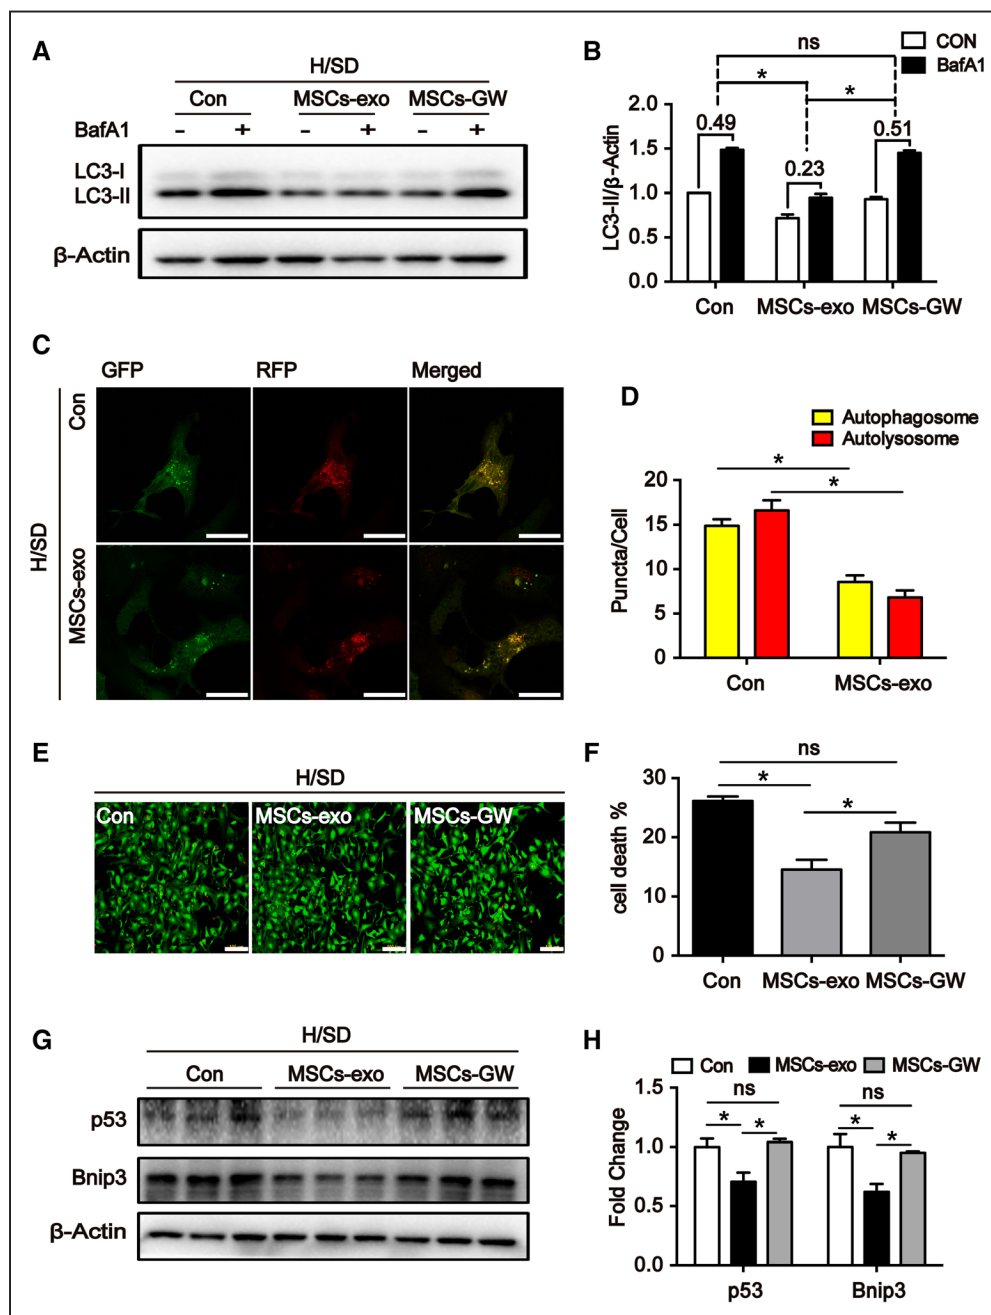 A
H/SD
Con MSCs-exo MSCs-GW
BafA1 - + - + - +
LC3-I
LC3-II
β-Actin
B
CON
BafA1
ns
*
*
0.49
0.23
0.51
LC3-II/β-Actin
2.0
1.5
1.0
0.5
0.0
Con MSCs-exo MSCs-GW
C
GFP RFP Merged
H/SD
Con
MSCs-exo
D
Autophagosome
Autolysosome
*
*
Puncta/Cell
20
15
10
5
0
Con MSCs-exo
E
H/SD
Con MSCs-exo MSCs-GW
F
ns
*
*
cell death %
30
20
10
0
Con MSCs-exo MSCs-GW
G
H/SD
Con MSCs-exo MSCs-GW
p53
Bnip3
β-Actin
H
Con MSCs-exo MSCs-GW
ns ns
* * * *
Fold Change
1.5
1.0
0.5
0.0
p53 Bnip3